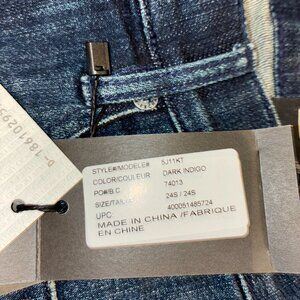 STYLE#/MODELE# 5J11KT
COLOR/COULEUR DARK INDIGO
PO#/B.C. 74013
SIZE/TAILLE 24S / 24S
UPC: 400051485724
MADE IN CHINA /FABRIQUE
EN CHINE